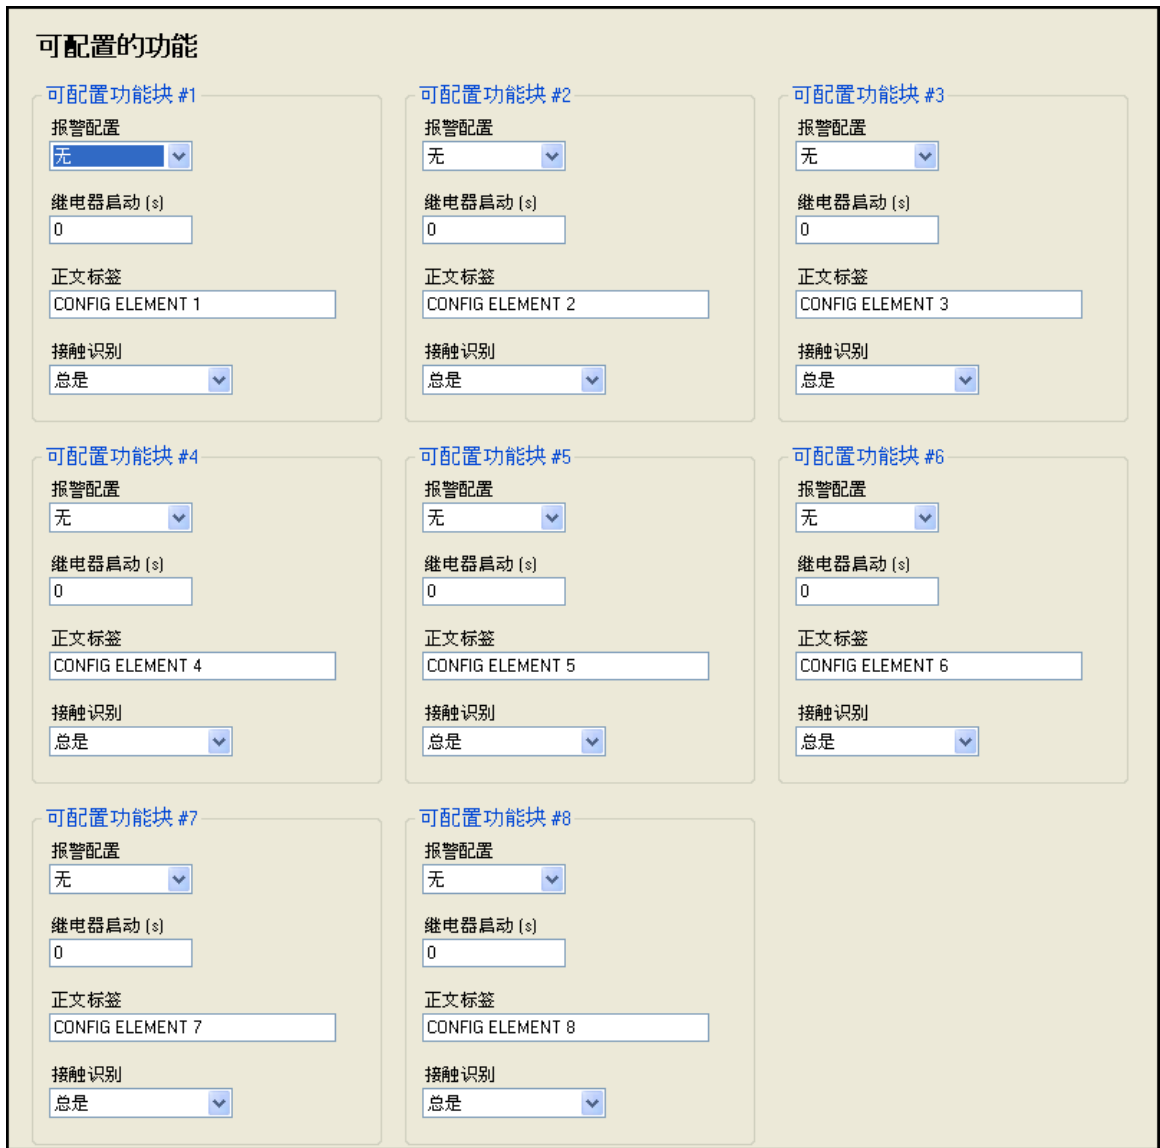 可配置的功能
可配置功能块 #1
报警配置
无
继电器启动 (s)
0
正文标签
CONFIG ELEMENT 1
接触识别
总是
可配置功能块 #2
报警配置
无
继电器启动 (s)
0
正文标签
CONFIG ELEMENT 2
接触识别
总是
可配置功能块 #3
报警配置
无
继电器启动 (s)
0
正文标签
CONFIG ELEMENT 3
接触识别
总是
可配置功能块 #4
报警配置
无
继电器启动 (s)
0
正文标签
CONFIG ELEMENT 4
接触识别
总是
可配置功能块 #5
报警配置
无
继电器启动 (s)
0
正文标签
CONFIG ELEMENT 5
接触识别
总是
可配置功能块 #6
报警配置
无
继电器启动 (s)
0
正文标签
CONFIG ELEMENT 6
接触识别
总是
可配置功能块 #7
报警配置
无
继电器启动 (s)
0
正文标签
CONFIG ELEMENT 7
接触识别
总是
可配置功能块 #8
报警配置
无
继电器启动 (s)
0
正文标签
CONFIG ELEMENT 8
接触识别
总是